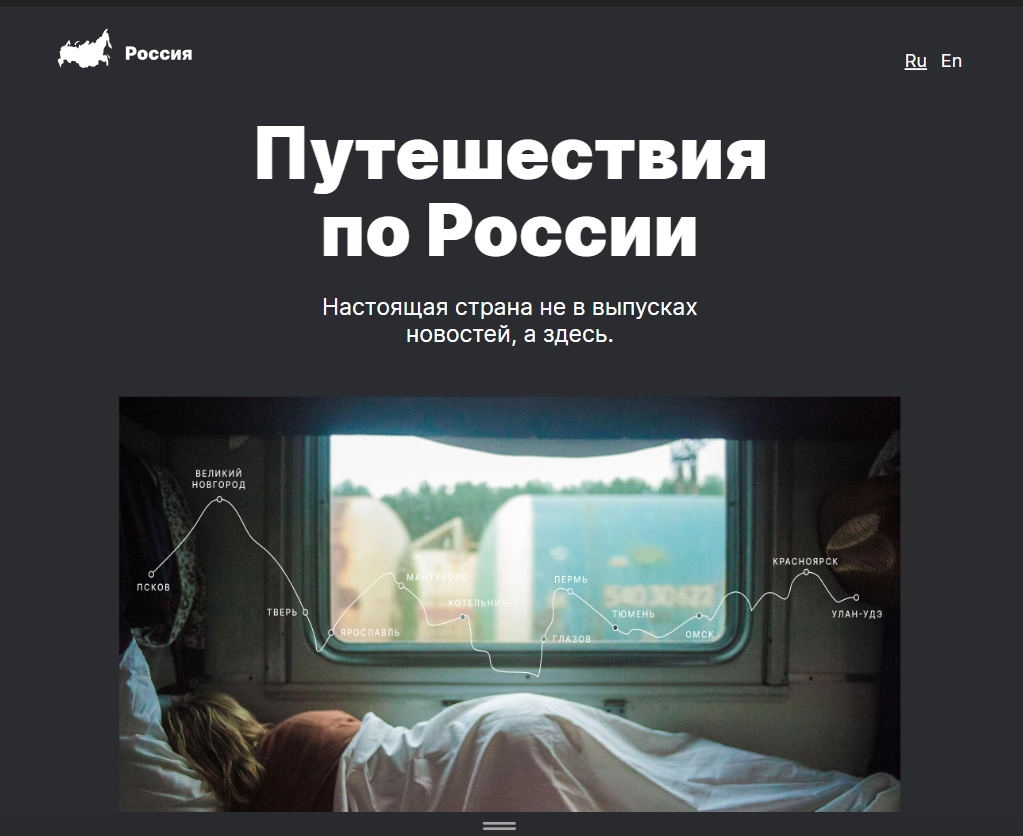 Россия
Ru En
Путешествия
по России
Настоящая страна не в выпусках
новостей, а здесь.
ВЕЛИКИЙ
НОВГОРОД
ПСКОВ
ТВЕРЬ
ЯРОСЛАВЛЬ
МАНТУРОВО
КОТЕЛЬНИЧ-1
ГЛАЗОВ
ПЕРМЬ
ТЮМЕНЬ
ОМСК
КРАСНОЯРСК
УЛАН-УДЭ
54030622